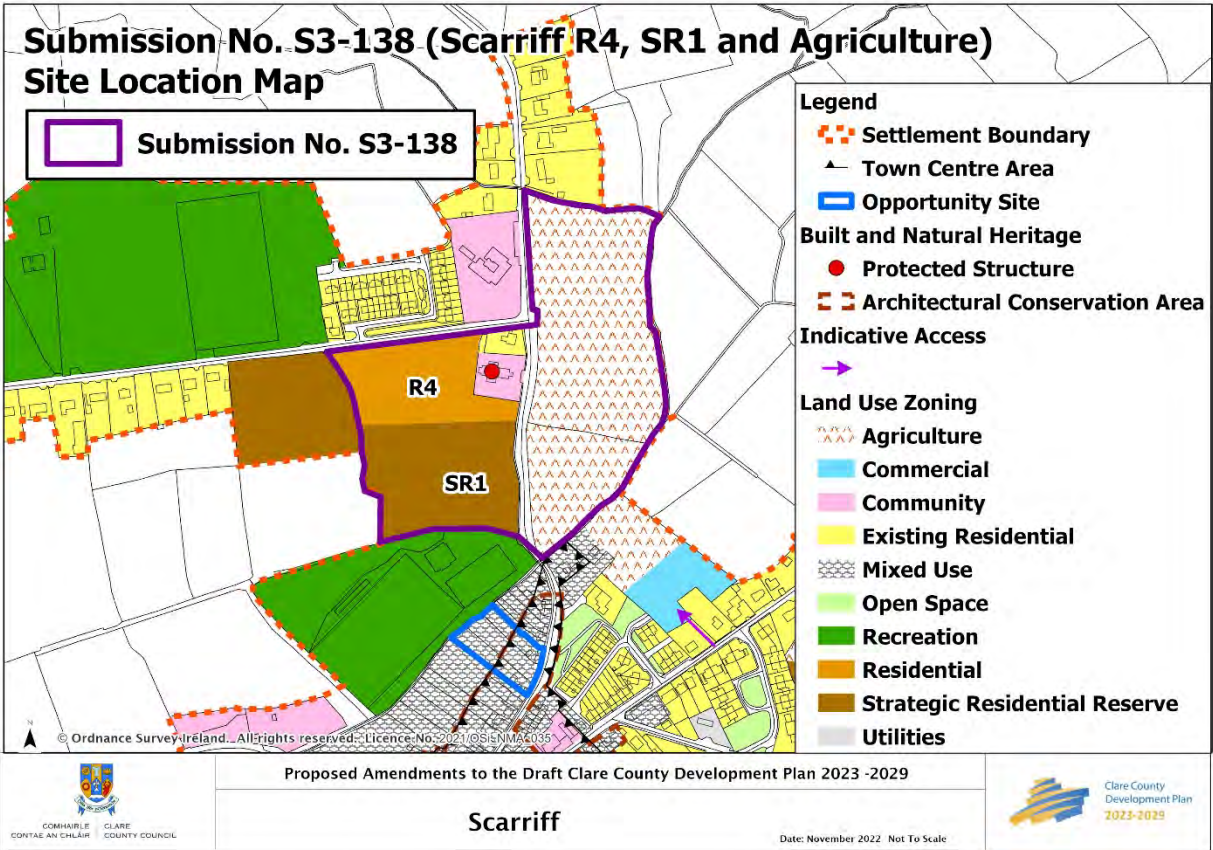 Submission No. S3-138 (Scarriff R4, SR1 and Agriculture)
Site Location Map
Submission No. S3-138
R4
SR1
Legend
Settlement Boundary
Town Centre Area
Opportunity Site
Built and Natural Heritage
Protected Structure
Architectural Conservation Area
Indicative Access
Land Use Zoning
Agriculture
Commercial
Community
Existing Residential
Mixed Use
Open Space
Recreation
Residential
Strategic Residential Reserve
Utilities
N
© Ordnance Survey Ireland. All rights reserved. Licence No. 2021/OSi_NMA_035
COMHAIRLE CLARE
CONTAE AN CHLÁIR COUNTY COUNCIL
Proposed Amendments to the Draft Clare County Development Plan 2023 -2029
Scarriff
Date: November 2022 Not To Scale
Clare County
Development Plan
2023-2029